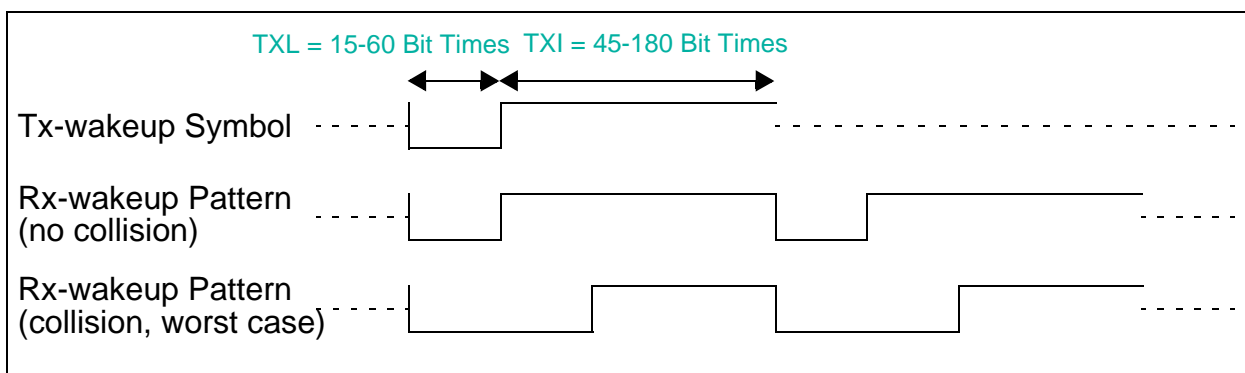 TXL = 15-60 Bit Times TXI = 45-180 Bit Times
Tx-wakeup Symbol
Rx-wakeup Pattern
(no collision)
Rx-wakeup Pattern
(collision, worst case)